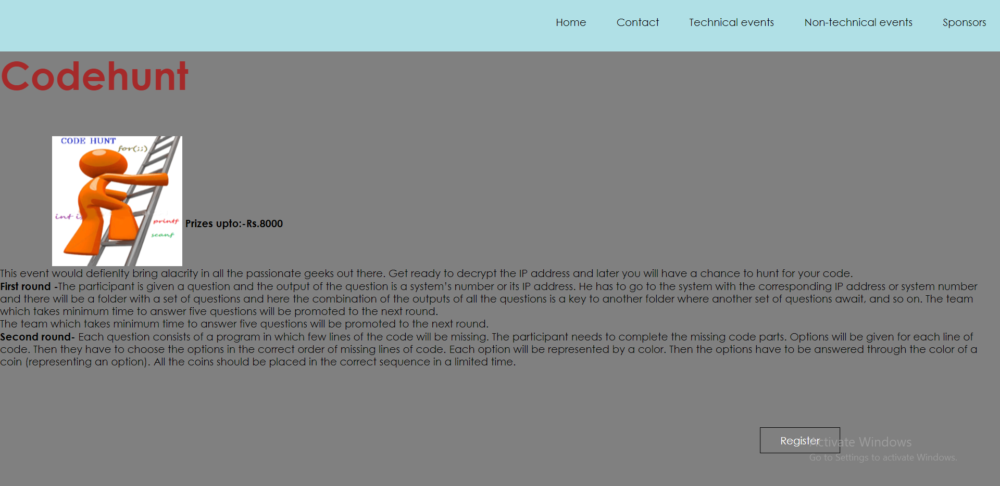 Home Contact Technical events Non-technical events Sponsors
Codehunt
CODE HUNT
for(;;)
int i
printf
scanf
Prizes upto:-Rs.8000
This event would defienlty bring alacrity in all the passionate geeks out there. Get ready to decrypt the IP address and later you will have a chance to hunt for your code.
First round -The participant is given a question and the output of the question is a system’s number or its IP address. He has to go to the system with the corresponding IP address or system number
and there will be a folder with a set of questions and here the combination of the outputs of all the questions is a key to another folder where another set of questions await, and so on. The team
which takes minimum time to answer five questions will be promoted to the next round.
The team which takes minimum time to answer five questions will be promoted to the next round.
Second round- Each question consists of a program in which few lines of the code will be missing. The participant needs to complete the missing code parts. Options will be given for each line of
code. Then they have to choose the options in the correct order of missing lines of code. Each option will be represented by a color. Then the options have to be answered through the color of a
coin (representing an option). All the coins should be placed in the correct sequence in a limited time.
Register
Activate Windows
Go to Settings to activate Windows.